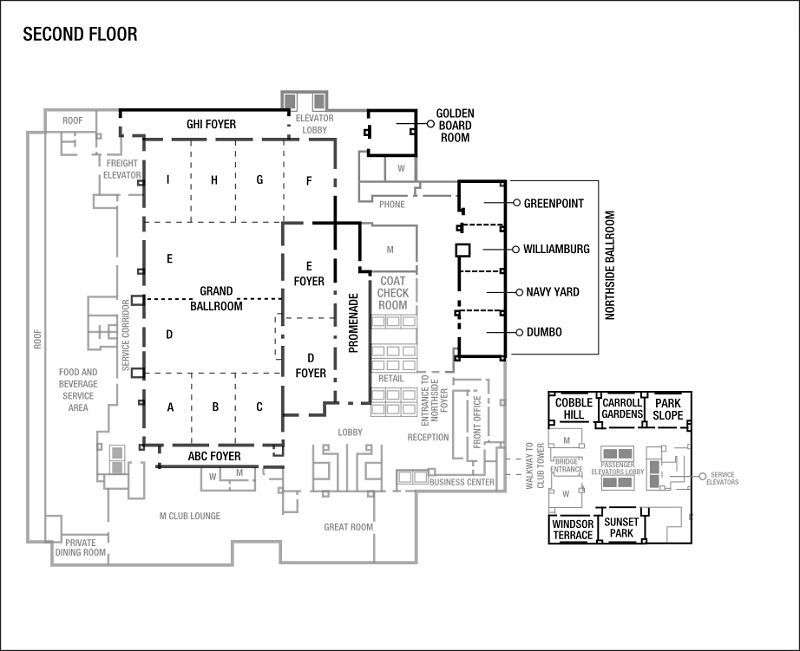 SECOND FLOOR
ROOF
GHI FOYER
ELEVATOR
LOBBY
GOLDEN
BOARD
ROOM
FREIGHT
ELEVATOR
I
H
G
F
W
PHONE
GREENPOINT
WILLIAMBURG
NAVY YARD
DUMBO
NORTHSIDE BALLROOM
M
E
GRAND
BALLROOM
E
FOYER
PROMENADE
COAT
CHECK
ROOM
ROOF
SERVICE CORRIDOR
D
D
FOYER
FOOD AND
BEVERAGE
SERVICE
AREA
RETAIL
ENTRANCE TO
NORTHSIDE
FOYER
FRONT OFFICE
A
B
C
LOBBY
RECEPTION
ABC FOYER
W
M
BUSINESS CENTER
WALKWAY TO
CLUB TOWER
M CLUB LOUNGE
GREAT ROOM
PRIVATE
DINING ROOM
COBBLE
HILL
CARROLL
GARDENS
PARK
SLOPE
M
BRIDGE
ENTRANCE
PASSENGER
ELEVATORS LOBBY
SERVICE
ELEVATORS
W
WINDSOR
TERRACE
SUNSET
PARK